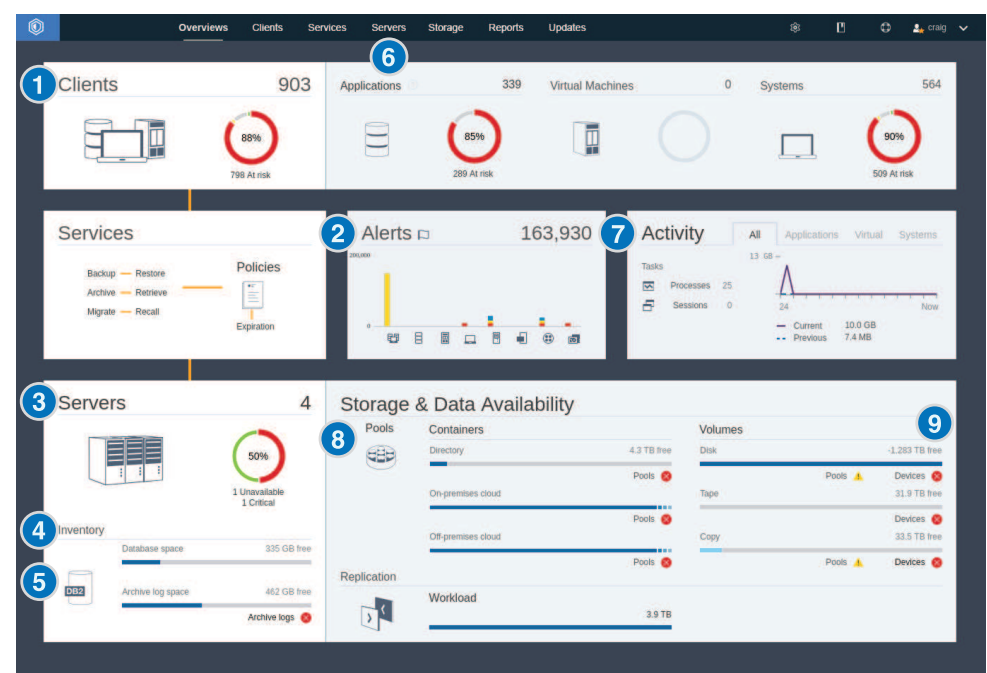 Overviews Clients Services Servers Storage Reports Updates craig
6
1 Clients 903
Applications 339 Virtual Machines 0 Systems 564
88%
798 At risk
85%
289 At risk
90%
509 At risk
Services
Backup Restore
Archive Retrieve
Migrate Recall
Policies
Expiration
2 Alerts 163,930
200,000
0
7 Activity All Applications Virtual Systems
13 GB
Tasks
Processes 25
Sessions 0
24 Now
Current 10.0 GB
Previous 7.4 MB
3 Servers 4
50%
1 Unavailable
1 Critical
4 Inventory
Database space 335 GB free
5 DB2
Archive log space 462 GB free
Archive logs
Storage & Data Availability
8 Pools
Containers
Directory 4.3 TB free
Pools
On-premises cloud
Pools
Off-premises cloud
Pools
9
Volumes
Disk -1.283 TB free
Pools Devices
Tape 31.9 TB free
Devices
Copy 33.5 TB free
Pools Devices
Replication
Workload
3.9 TB